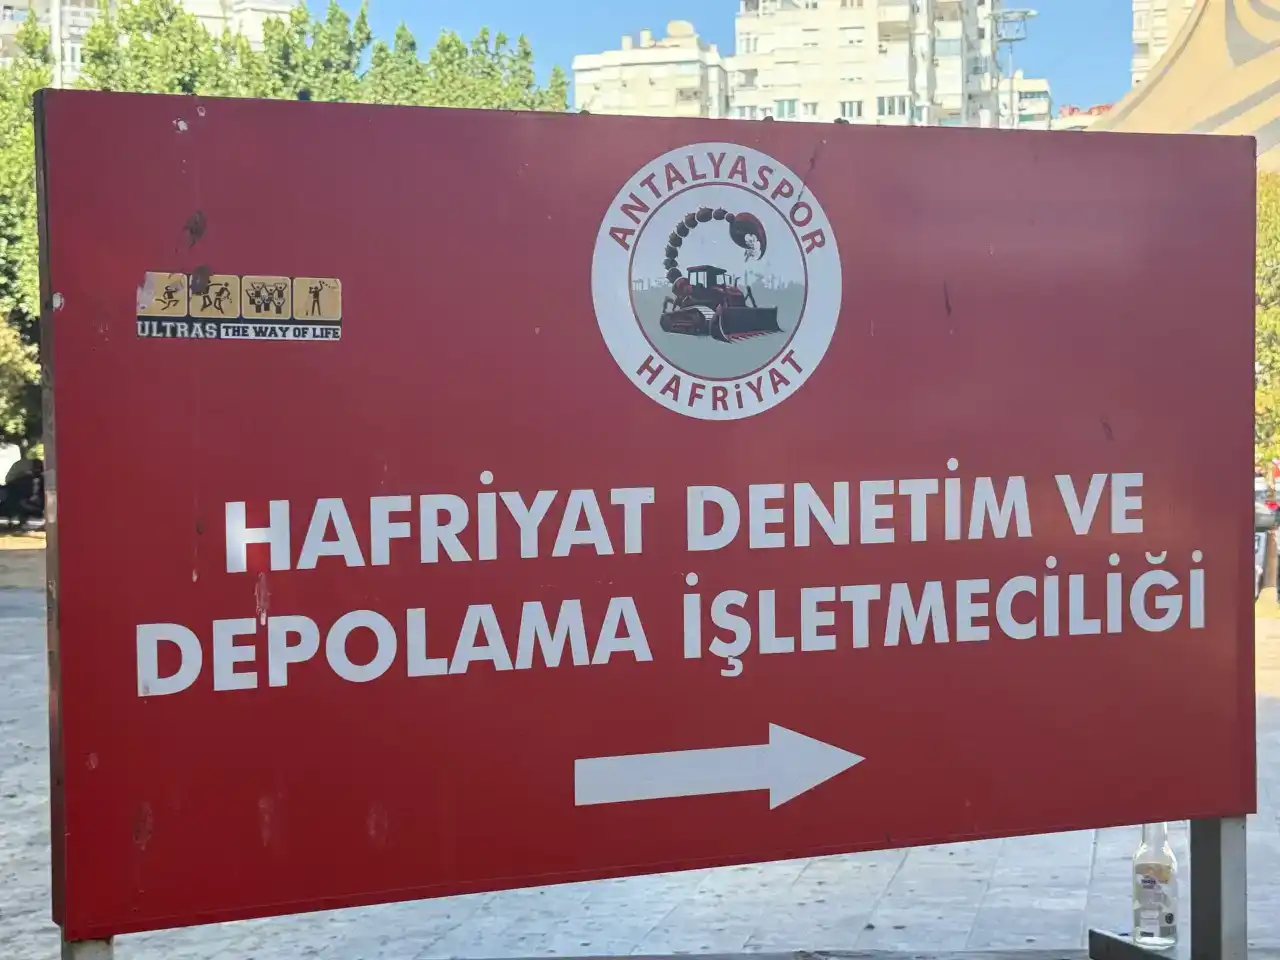 ANTALYASPOR
HAFRİYAT
ULTRAS THE WAY OF LIFE
HAFRİYAT DENETİM VE
DEPOLAMA İŞLETMECİLİĞİ